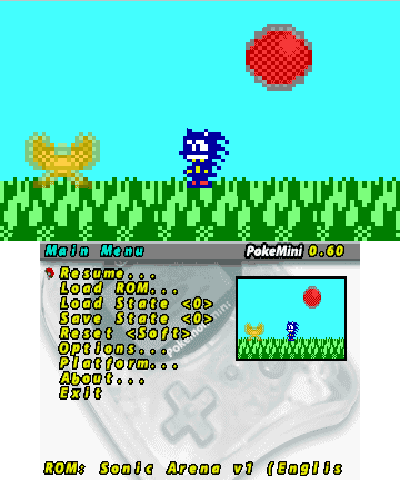 Main Menu PokeMini 0.60
Resume...
Load ROM...
Load State <0>
Save State <0>
Reset <Soft>
Options...
Platform...
About...
Exit
ROM: Sonic Arena v1 (Englis